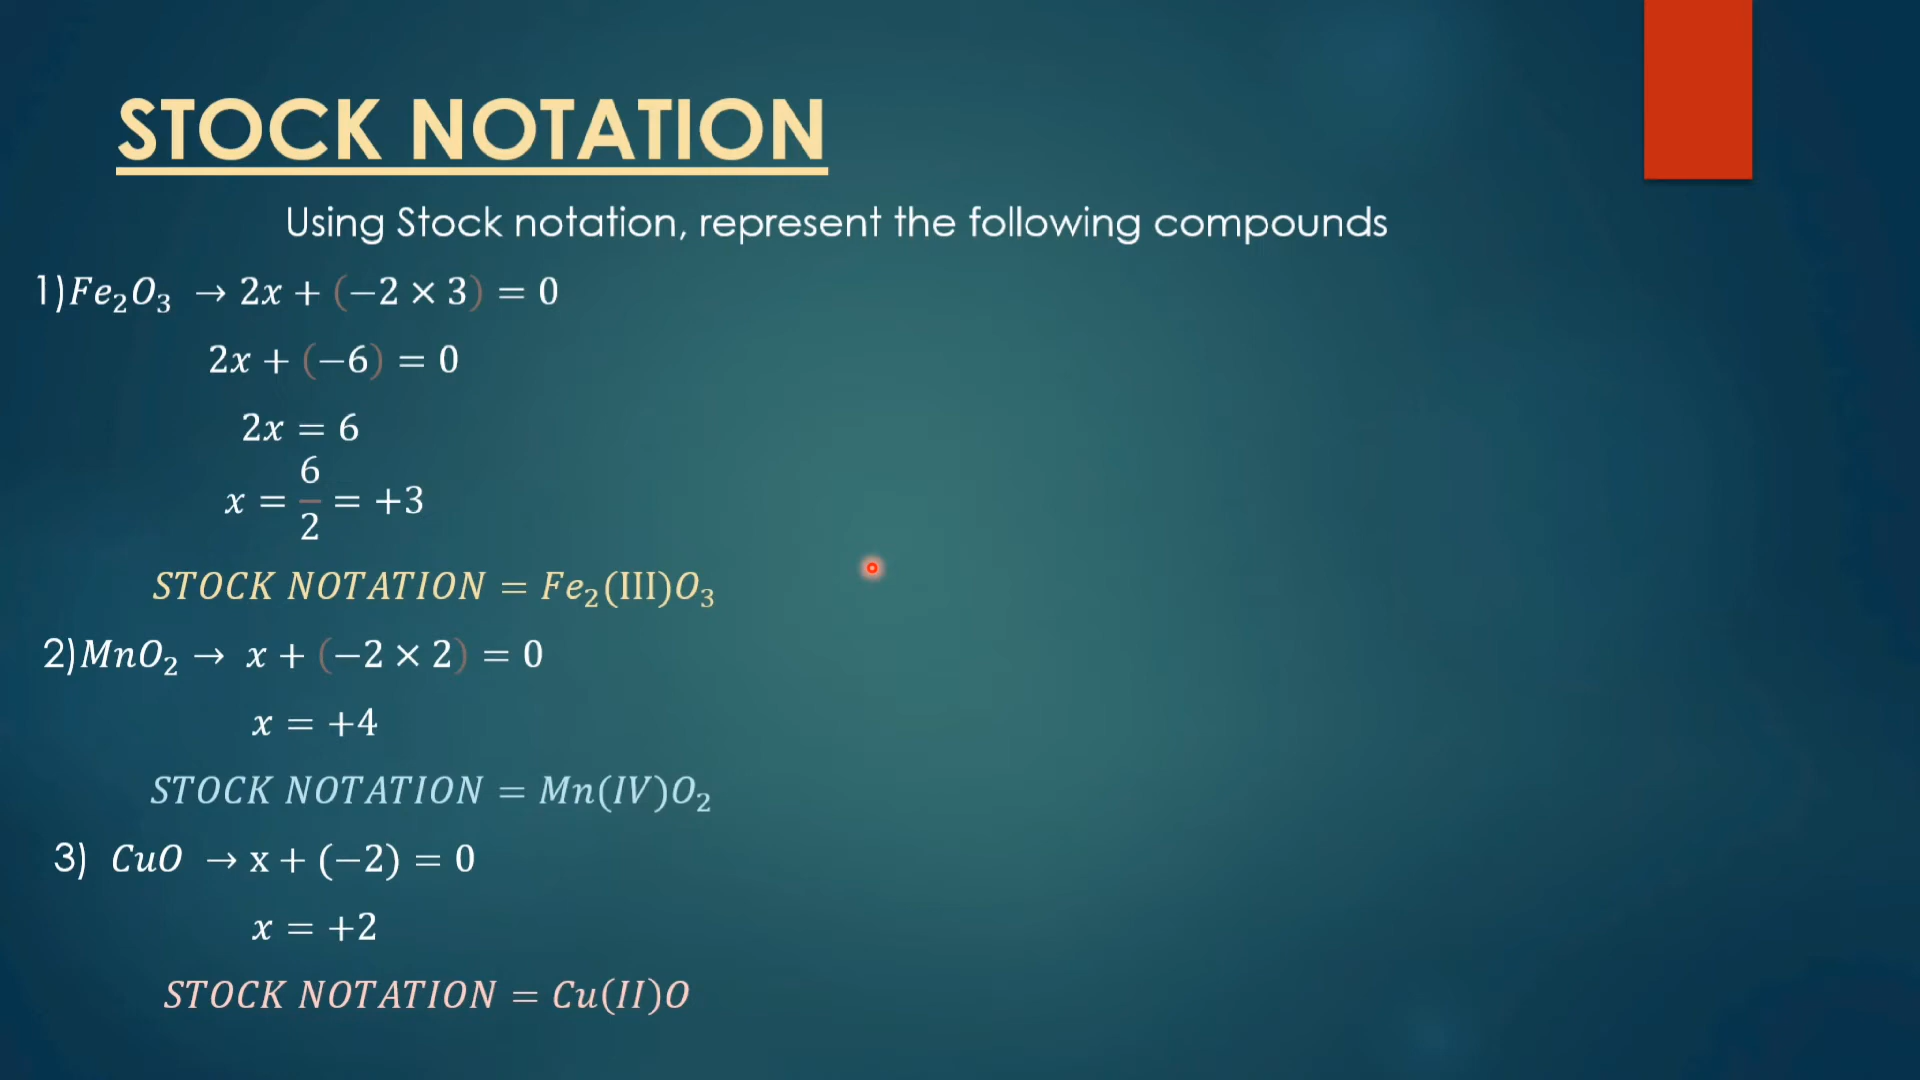 STOCK NOTATION
Using Stock notation, represent the following compounds
1)Fe₂O₃ → 2x + (−2 × 3) = 0
2x + (−6) = 0
2x = 6
x = 6/2 = +3
STOCK NOTATION = Fe₂(III)O₃
2)MnO₂ → x + (−2 × 2) = 0
x = +4
STOCK NOTATION = Mn(IV)O₂
3) CuO → x + (−2) = 0
x = +2
STOCK NOTATION = Cu(II)O